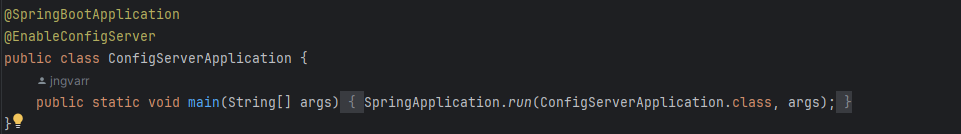 @SpringBootApplication
@EnableConfigServer
public class ConfigServerApplication {
jngvarr
public static void main(String[] args) { SpringApplication.run(ConfigServerApplication.class, args); }
}